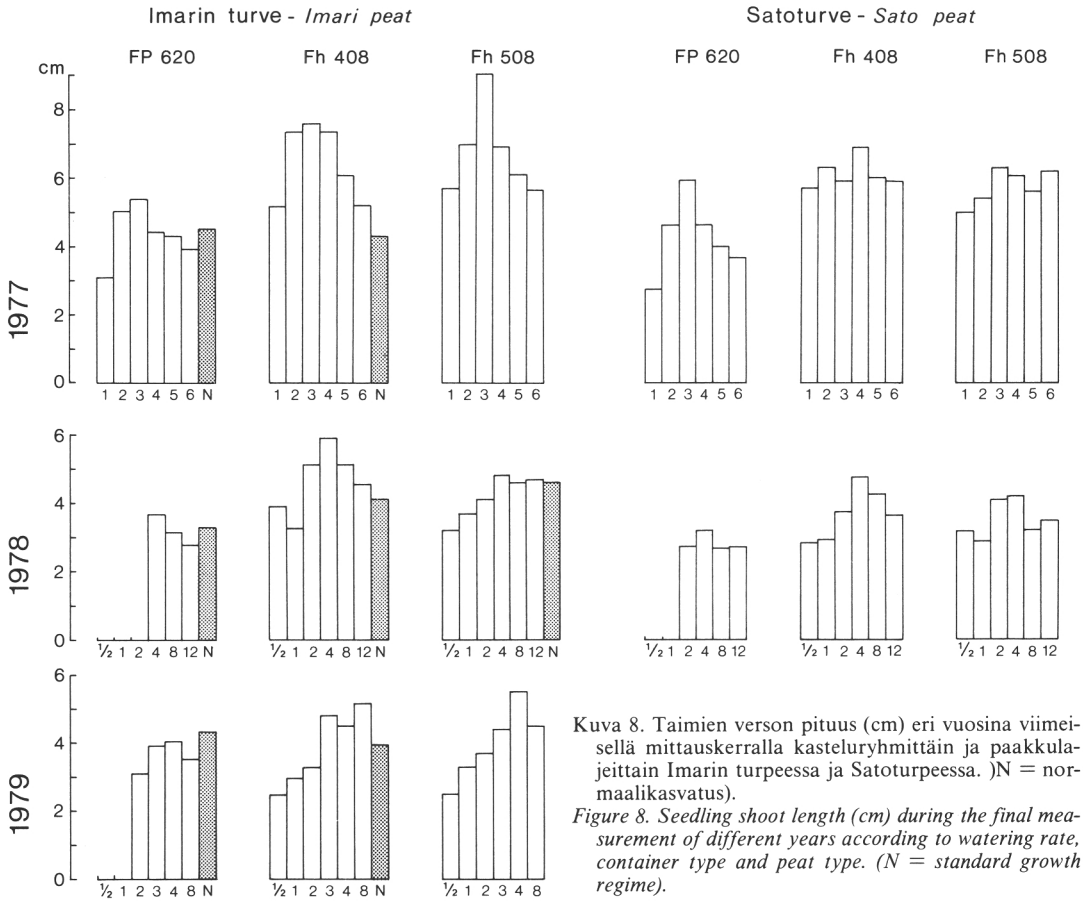 Imarin turve - Imari peat
Satoturve - Sato peat
FP 620 Fh 408 Fh 508 FP 620 Fh 408 Fh 508
cm
8
6
4
2
0
1977
1 2 3 4 5 6 N
1 2 3 4 5 6 N
1 2 3 4 5 6
1 2 3 4 5 6
1 2 3 4 5 6
1 2 3 4 5 6
6
4
2
0
1978
½ 1 2 4 8 12 N
½ 1 2 4 8 12 N
½ 1 2 4 8 12 N
½ 1 2 4 8 12
½ 1 2 4 8 12
½ 1 2 4 8 12
6
4
2
0
1979
½ 1 2 3 4 8 N
½ 1 2 3 4 8 N
½ 1 2 3 4 8
Kuva 8. Taimien verson pituus (cm) eri vuosina viimei-
sellä mittauskerralla kasteluryhmittäin ja paakkula-
jeittain Imarin turpeessa ja Satoturpeessa. )N = nor-
maalikasvatus).
Figure 8. Seedling shoot length (cm) during the final mea-
surement of different years according to watering rate,
container type and peat type. (N = standard growth
regime).